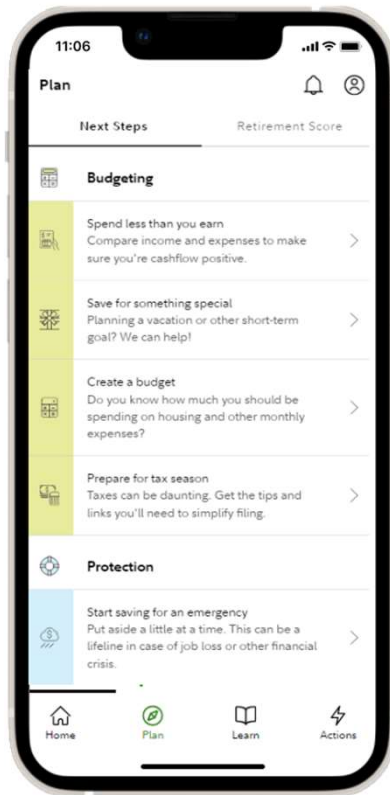 11:06
Plan
Next Steps
Retirement Score
Budgeting
Spend less than you earn
Compare income and expenses to make
sure you're cashflow positive.
Save for something special
Planning a vacation or other short-term
goal? We can help!
Create a budget
Do you know how much you should be
spending on housing and other monthly
expenses?
Prepare for tax season
Taxes can be daunting. Get the tips and
links you'll need to simplify filing.
Protection
Start saving for an emergency
Put aside a little at a time. This can be a
lifeline in case of job loss or other financial
crisis.
Home
Plan
Learn
Actions